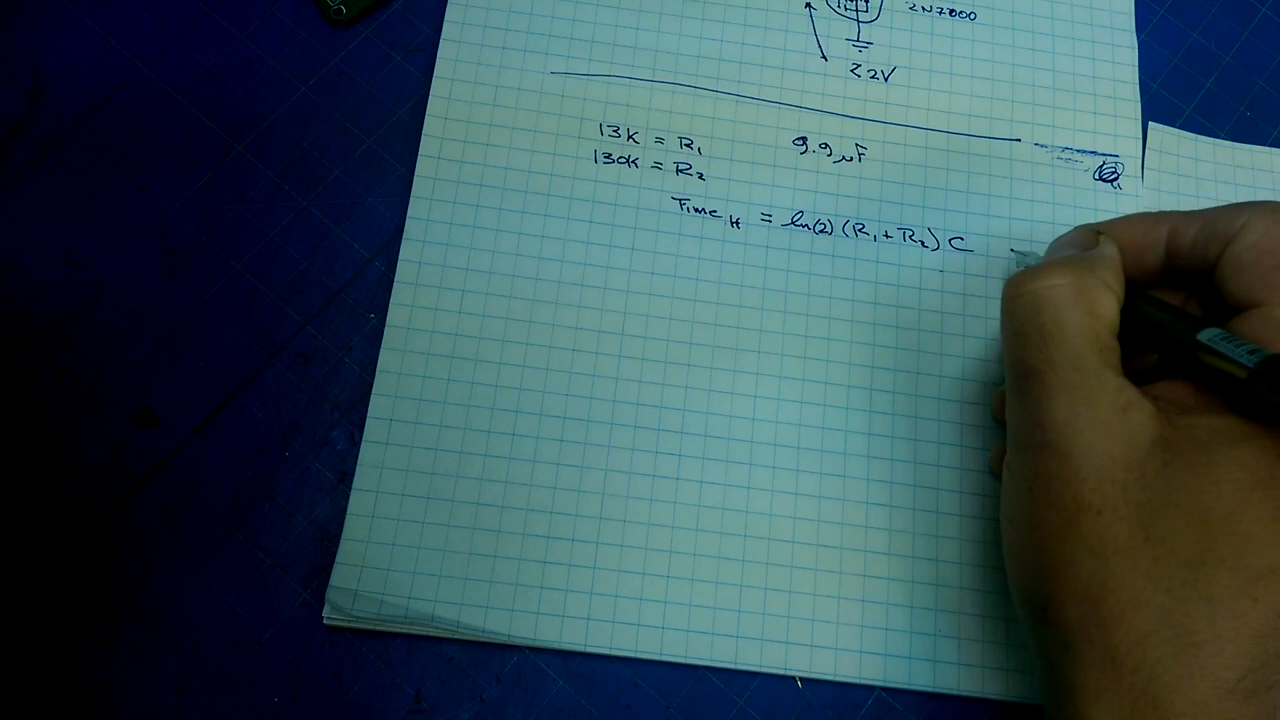 2N7000
≥2V
13K = R₁ 9.9µF
130K = R₂
Time_H = ln(2) (R₁ + R₂) C